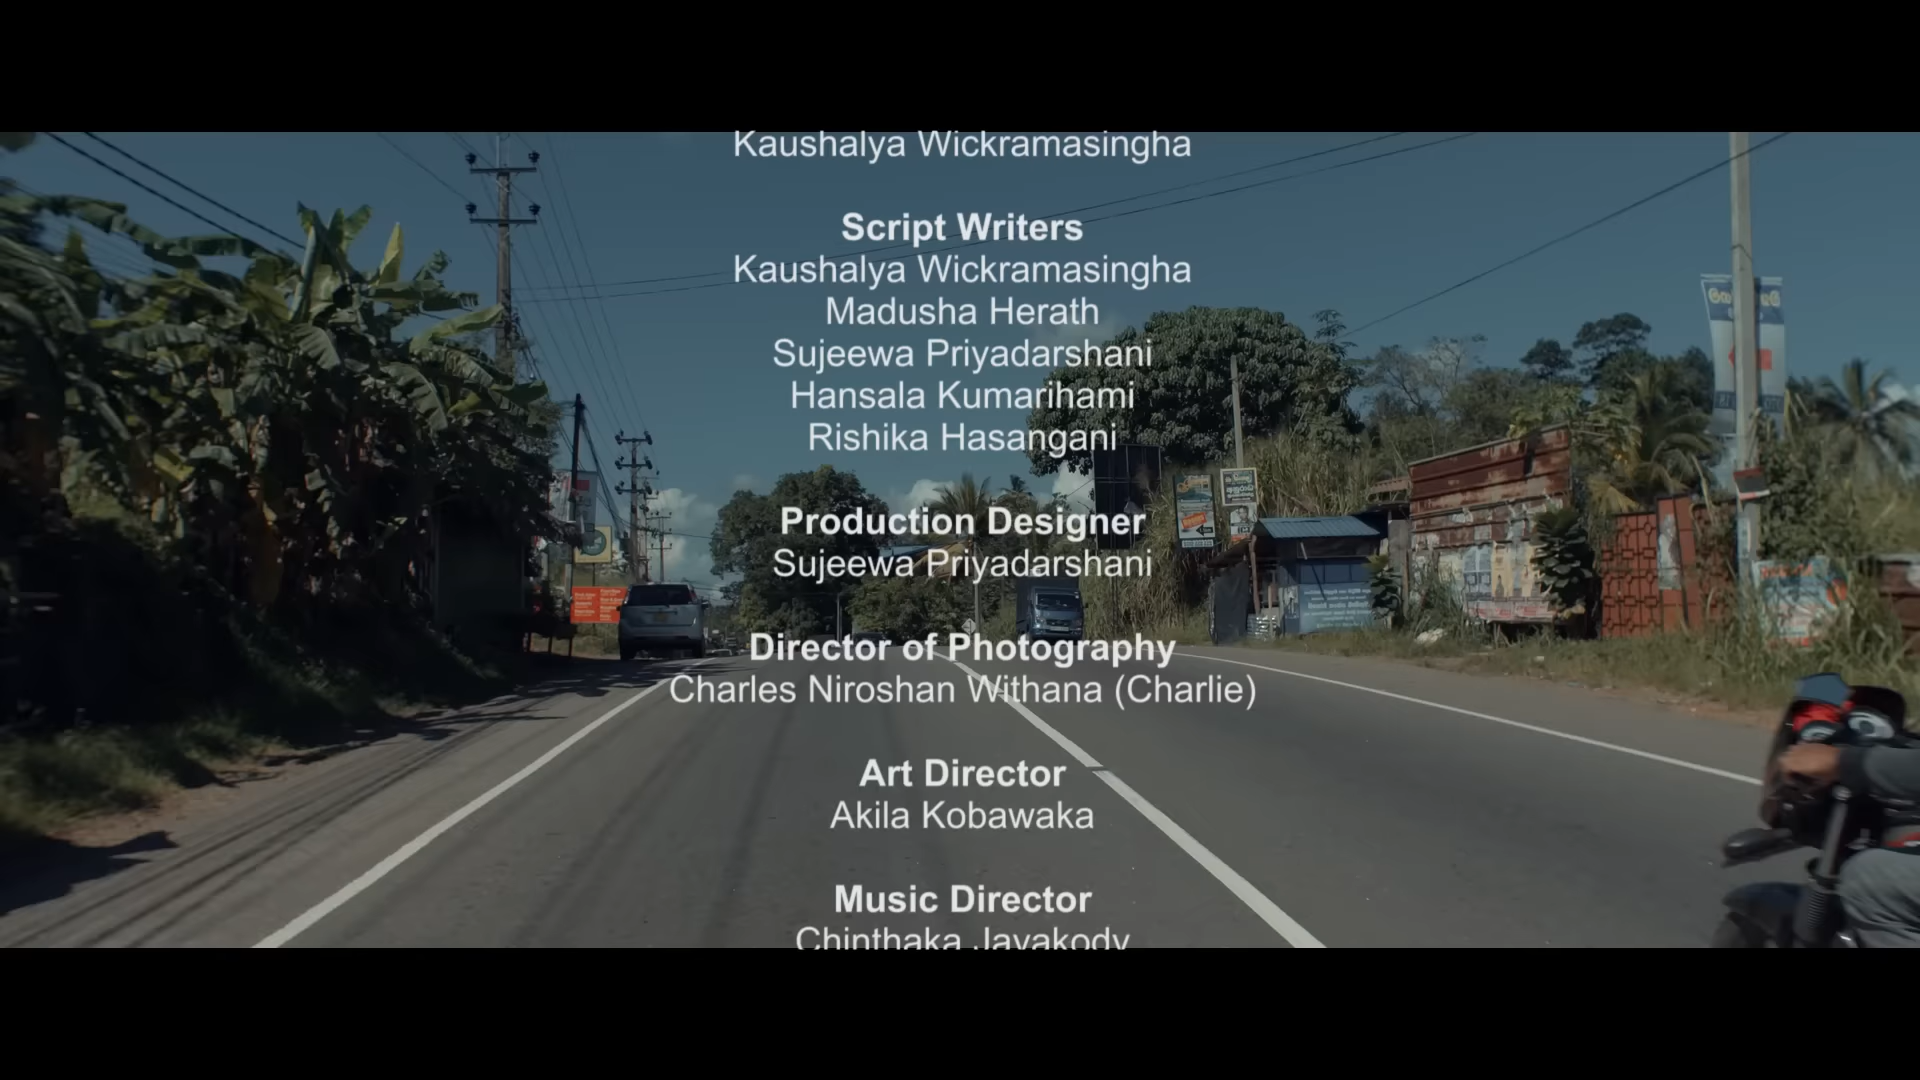 Kaushalya Wickramasingha
Script Writers
Kaushalya Wickramasingha
Madusha Herath
Sujeewa Priyadarshani
Hansala Kumarihami
Rishika Hasangani
Production Designer
Sujeewa Priyadarshani
Director of Photography
Charles Niroshan Withana (Charlie)
Art Director
Akila Kobawaka
Music Director
Chinthaka Jayakody